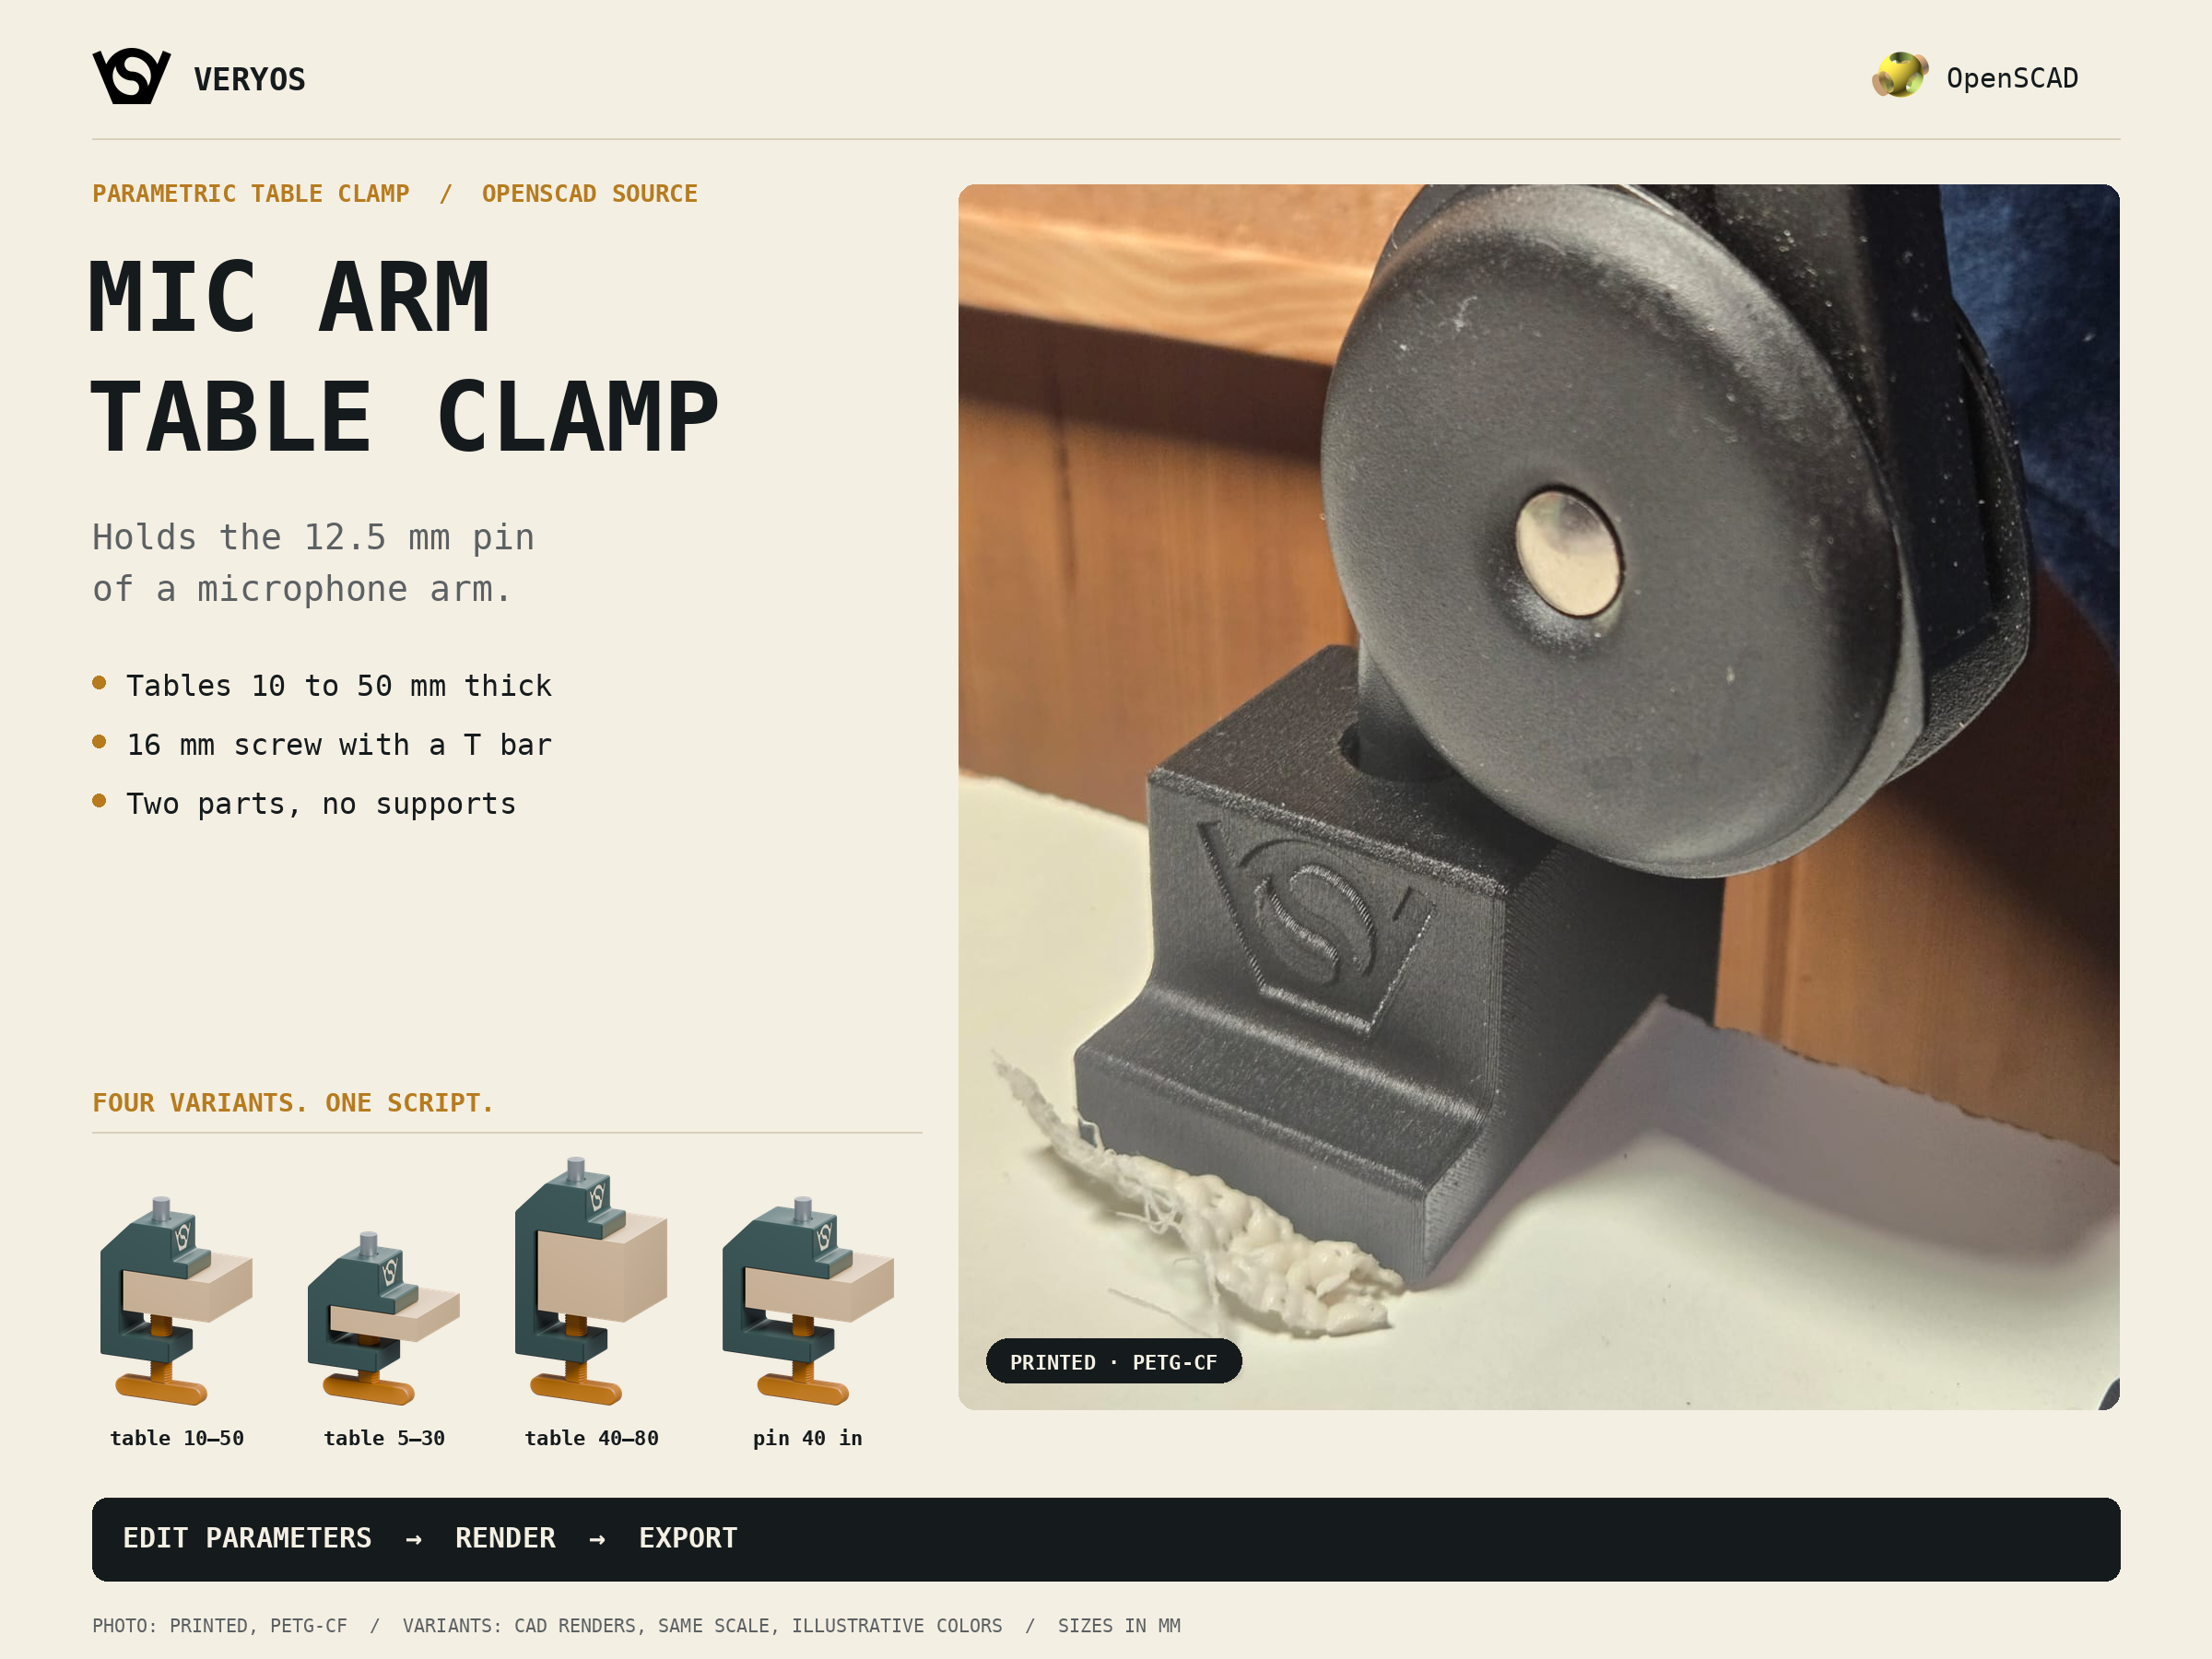 VERYOS
OpenSCAD
PARAMETRIC TABLE CLAMP / OPENSCAD SOURCE
MIC ARM
TABLE CLAMP
Holds the 12.5 mm pin
of a microphone arm.
Tables 10 to 50 mm thick
16 mm screw with a T bar
Two parts, no supports
FOUR VARIANTS. ONE SCRIPT.
table 10–50
table 5–30
table 40–80
pin 40 in
PRINTED · PETG-CF
EDIT PARAMETERS → RENDER → EXPORT
PHOTO: PRINTED, PETG-CF / VARIANTS: CAD RENDERS, SAME SCALE, ILLUSTRATIVE COLORS / SIZES IN MM